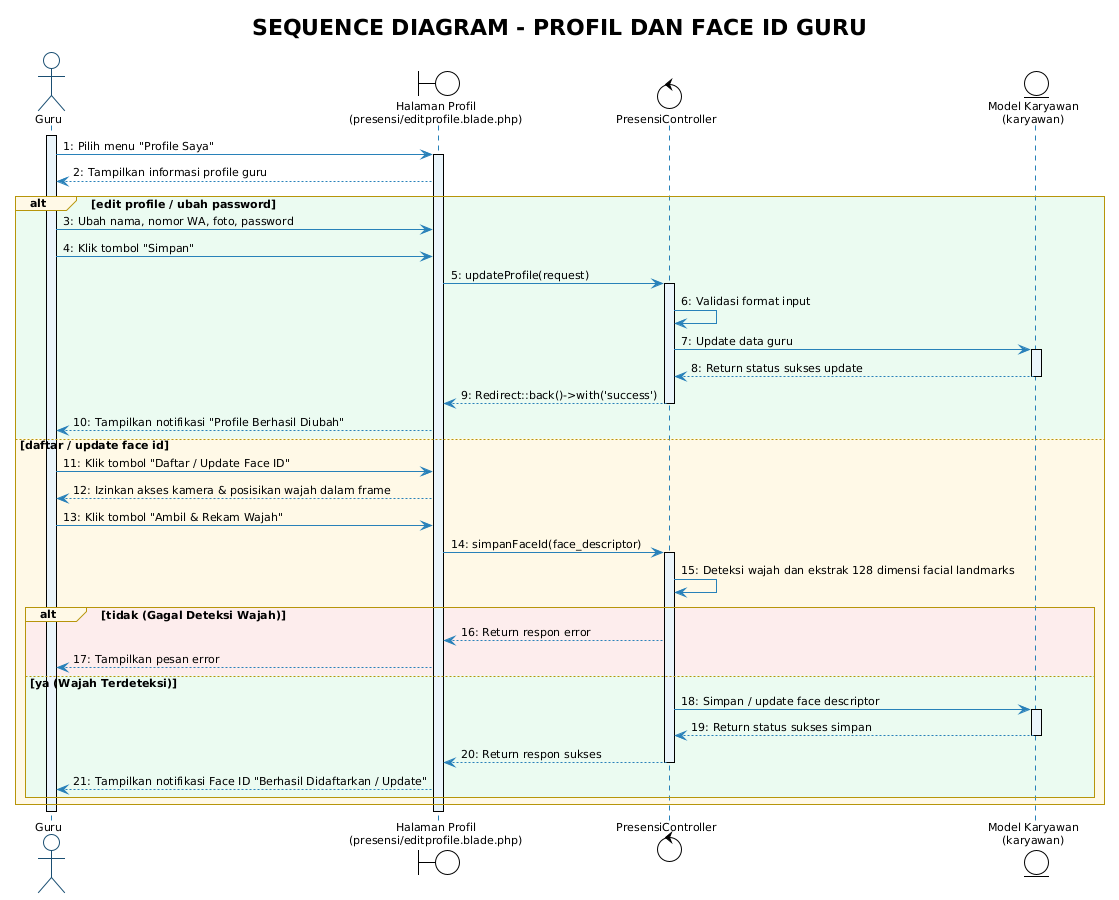 SEQUENCE DIAGRAM - PROFIL DAN FACE ID GURU
Guru
Halaman Profil
(presensi/editprofile.blade.php)
PresensiController
Model Karyawan
(karyawan)
1: Pilih menu "Profile Saya"
2: Tampilkan informasi profile guru
alt
[edit profile / ubah password]
3: Ubah nama, nomor WA, foto, password
4: Klik tombol "Simpan"
5: updateProfile(request)
6: Validasi format input
7: Update data guru
8: Return status sukses update
9: Redirect::back()->with('success')
10: Tampilkan notifikasi "Profile Berhasil Diubah"
[daftar / update face id]
11: Klik tombol "Daftar / Update Face ID"
12: Izinkan akses kamera & posisikan wajah dalam frame
13: Klik tombol "Ambil & Rekam Wajah"
14: simpanFaceId(face_descriptor)
15: Deteksi wajah dan ekstrak 128 dimensi facial landmarks
alt
[tidak (Gagal Deteksi Wajah)]
16: Return respon error
17: Tampilkan pesan error
[ya (Wajah Terdeteksi)]
18: Simpan / update face descriptor
19: Return status sukses simpan
20: Return respon sukses
21: Tampilkan notifikasi Face ID "Berhasil Didaftarkan / Update"
Guru
Halaman Profil
(presensi/editprofile.blade.php)
PresensiController
Model Karyawan
(karyawan)